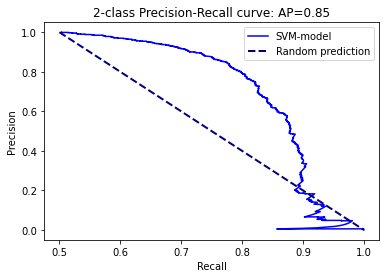 2-class Precision-Recall curve: AP=0.85
SVM-model
Random prediction
Precision
1.0
0.8
0.6
0.4
0.2
0.0
0.5
0.6
0.7
0.8
0.9
1.0
Recall